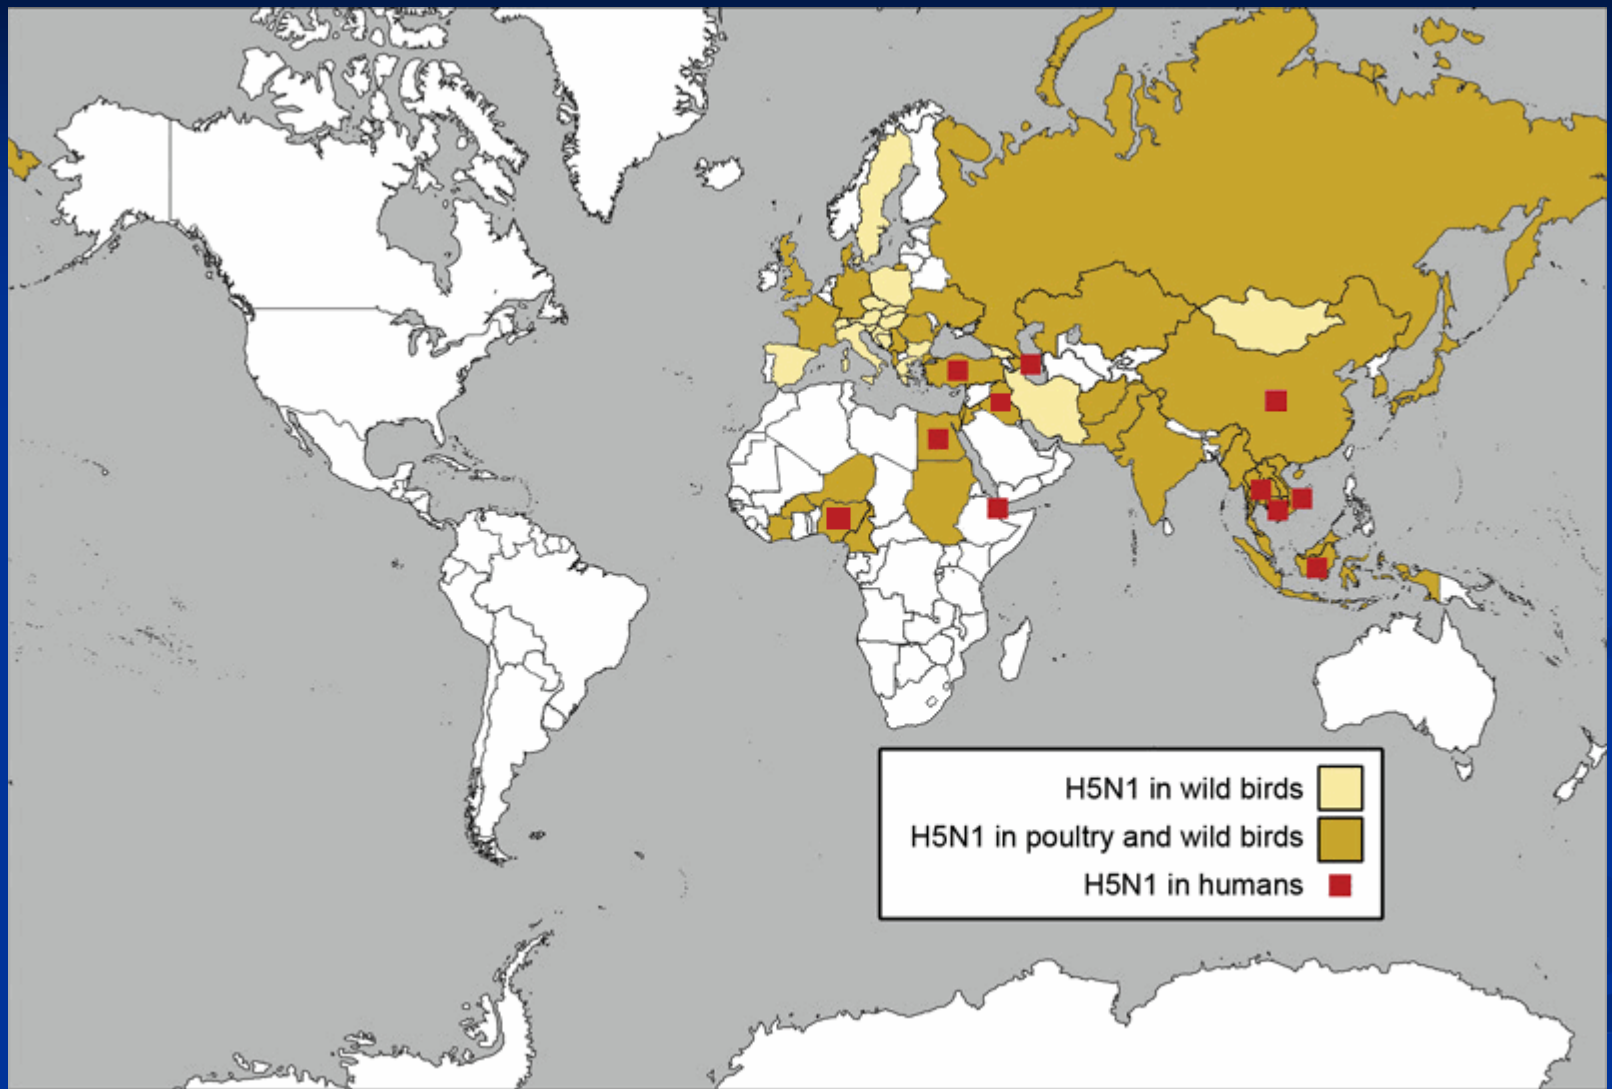 H5N1 in wild birds
H5N1 in poultry and wild birds
H5N1 in humans